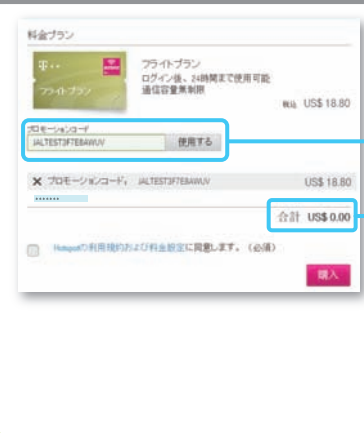 料金プラン
フライトプラン
フライトプラン
ログイン後、24時間まで使用可能
通信容量無制限
税込 US$ 18.80
プロモーションコード
JALTEST3F7E8AWUV 使用する
× プロモーションコード: JALTEST3F7E8AWUV US$ 18.80
合計 US$ 0.00
Hotspotの利用規約および料金設定に同意します。(必須)
購入